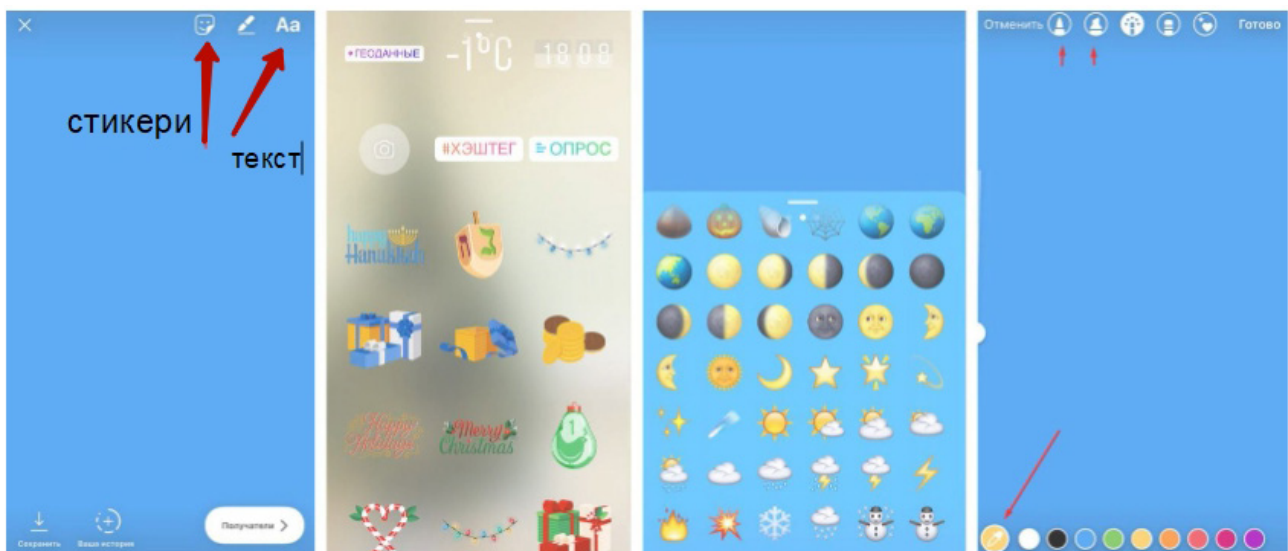 Aa
стикери
текст
Сохранить
Ваша история
Получатели
ГЕОДАННЫЕ
-1°C
18 08
#ХЭШТЕГ
ОПРОС
Happy
Hanukkah
Happy
Holidays
Merry
Christmas
1
Отменить
Готово